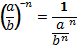 (a/b)^-n = 1/(a^n/b^n)